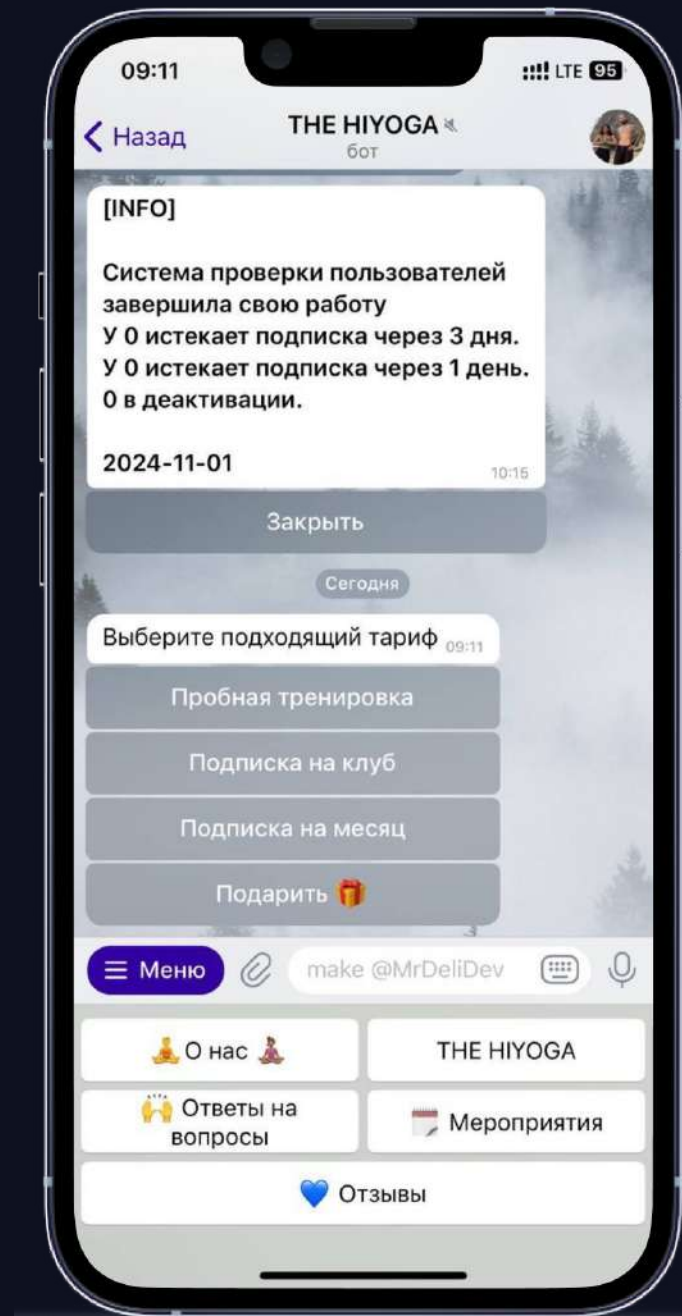 09:11
LTE 95
Назад
THE HIYOGA
бот
[INFO]
Система проверки пользователей
завершила свою работу
У 0 истекает подписка через 3 дня.
У 0 истекает подписка через 1 день.
0 в деактивации.
2024-11-01
10:15
Закрыть
Сегодня
Выберите подходящий тариф 09:11
Пробная тренировка
Подписка на клуб
Подписка на месяц
Подарить 🎁
Меню
make @MrDeliDev
О нас
THE HIYOGA
Ответы на
вопросы
Мероприятия
Отзывы